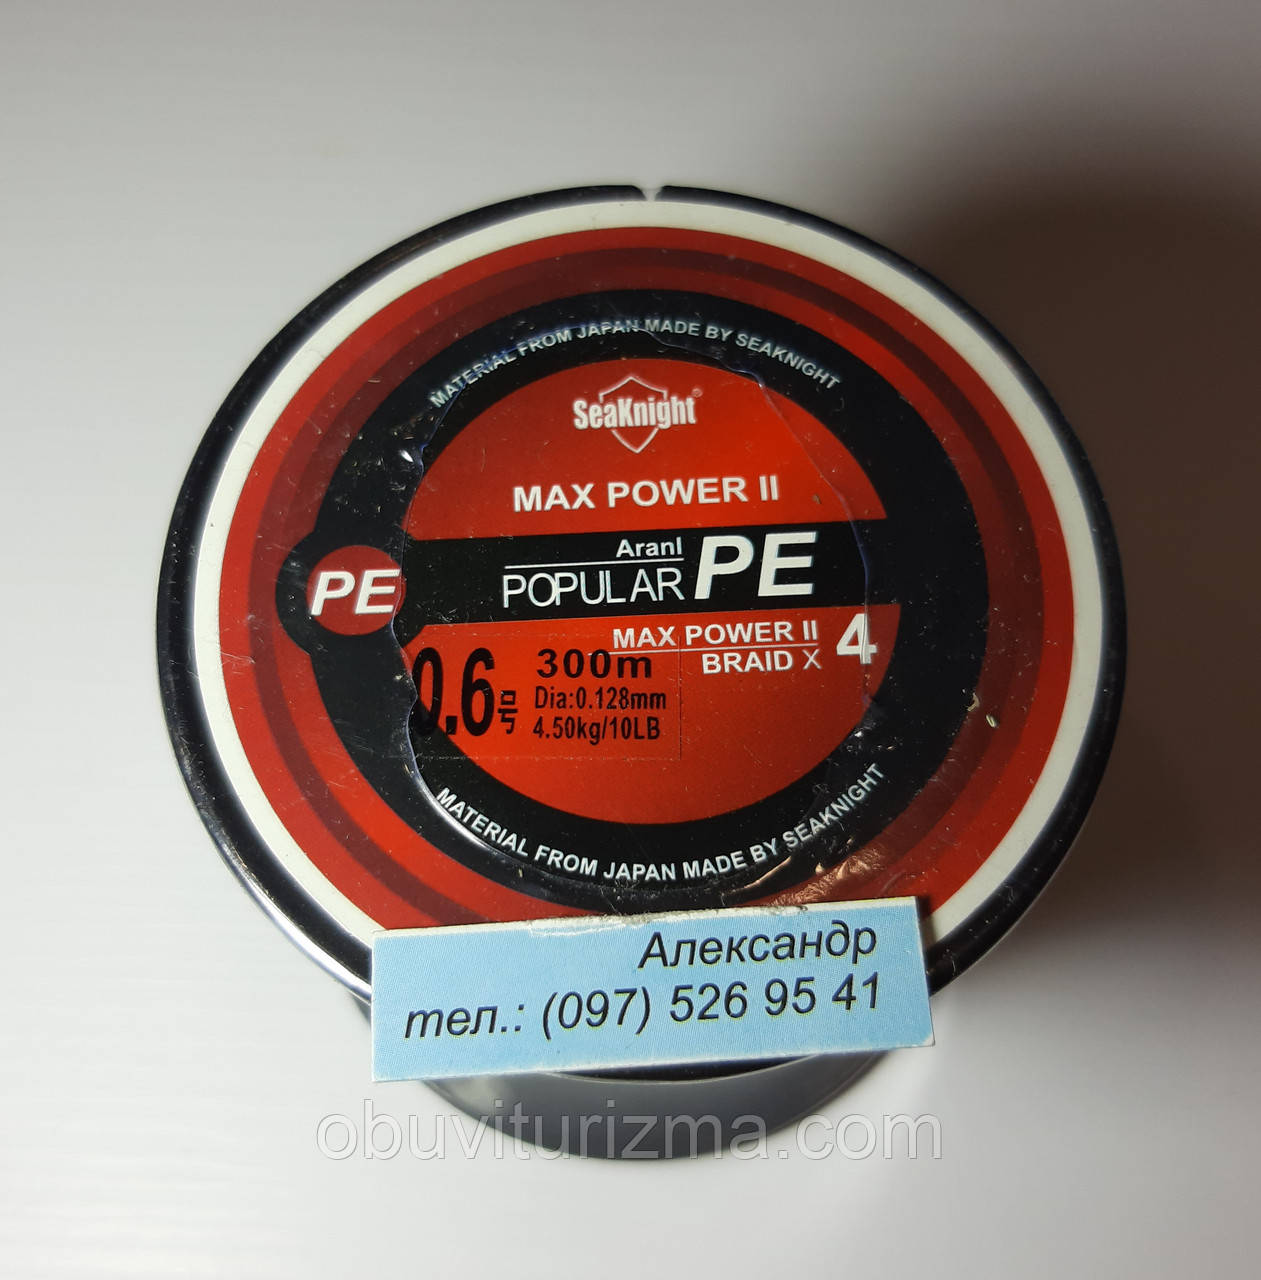 MATERIAL FROM JAPAN MADE BY SEAKNIGHT
SeaKnight®
MAX POWER II
Aranl
POPULAR PE
PE
MAX POWER II
BRAID X 4
0.6号
300m
Dia:0.128mm
4.50kg/10LB
MATERIAL FROM JAPAN MADE BY SEAKNIGHT
Александр
тел.: (097) 526 95 41
obuviturizma.com